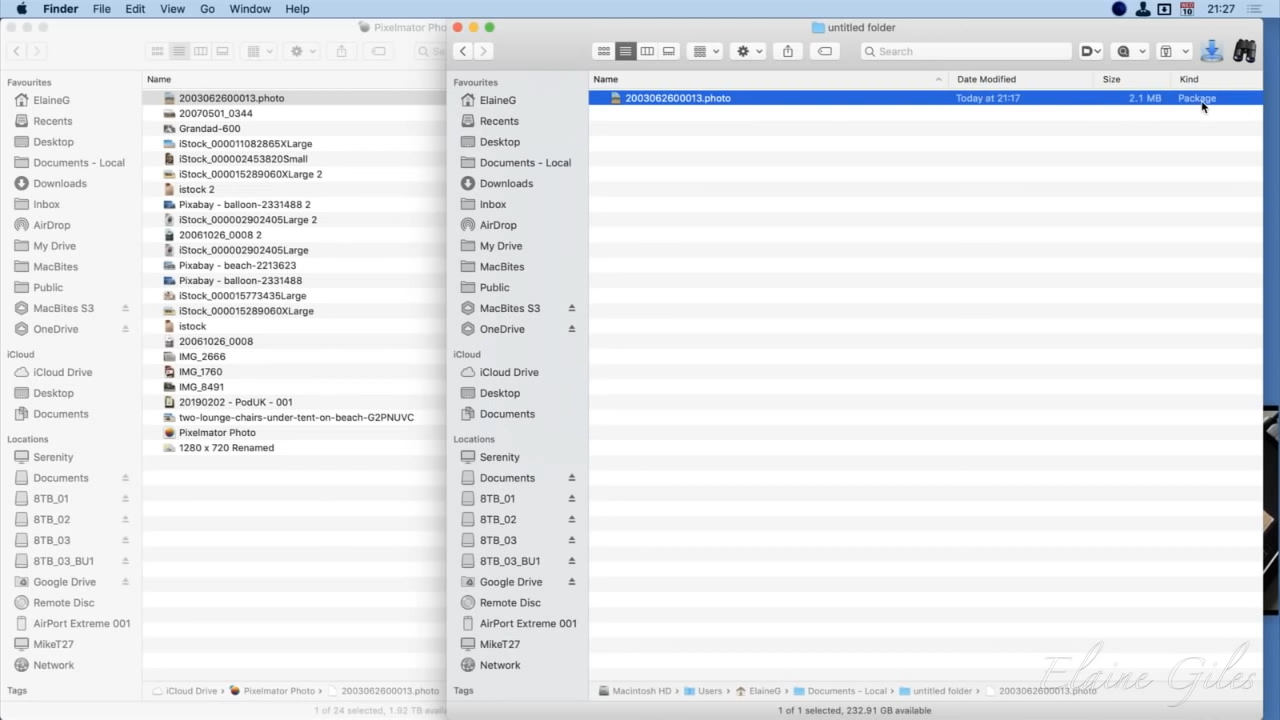 Finder File Edit View Go Window Help 21:27
Pixelmator Pho
Name
Favourites
ElaineG
Recents
Desktop
Documents - Local
Downloads
Inbox
AirDrop
My Drive
MacBites
Public
MacBites S3
OneDrive
iCloud
iCloud Drive
Desktop
Documents
Locations
Serenity
Documents
8TB_01
8TB_02
8TB_03
8TB_03_BU1
Google Drive
Remote Disc
AirPort Extreme 001
MikeT27
Network
Tags
2003062600013.photo
20070501_0344
Grandad-600
iStock_000011082865XLarge
iStock_000002453820Small
iStock_000015289060XLarge 2
istock 2
Pixabay - balloon-2331488 2
iStock_000002902405Large 2
20061026_0008 2
iStock_000002902405Large
Pixabay - beach-2213623
Pixabay - balloon-2331488
iStock_000015773435Large
iStock_000015289060XLarge
istock
20061026_0008
IMG_2666
IMG_1760
IMG_8491
20190202 - PodUK - 001
two-lounge-chairs-under-tent-on-beach-G2PNUVC
Pixelmator Photo
1280 x 720 Renamed
iCloud Drive › Pixelmator Photo › 2003062600013.photo
1 of 24 selected, 1.92 TB avail
untitled folder
Search
Name Date Modified Size Kind
2003062600013.photo Today at 21:17 2.1 MB Package
Favourites
ElaineG
Recents
Desktop
Documents - Local
Downloads
Inbox
AirDrop
My Drive
MacBites
Public
MacBites S3
OneDrive
iCloud
iCloud Drive
Desktop
Documents
Locations
Serenity
Documents
8TB_01
8TB_02
8TB_03
8TB_03_BU1
Google Drive
Remote Disc
AirPort Extreme 001
MikeT27
Network
Tags
Macintosh HD › Users › ElaineG › Documents - Local › untitled folder › 2003062600013.photo
1 of 1 selected, 232.91 GB available
Elaine Giles